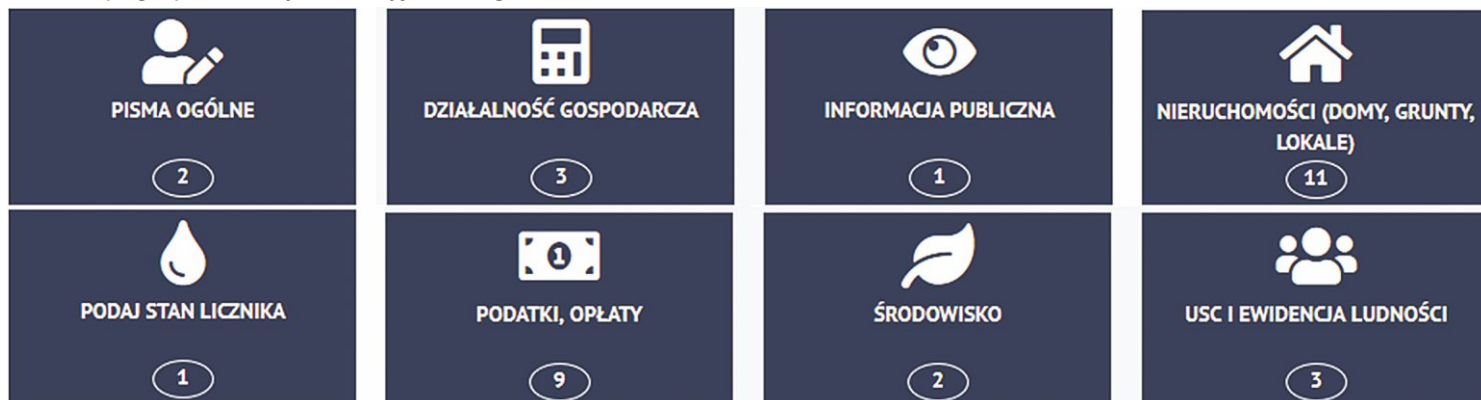 PISMA OGÓLNE
2
DZIAŁALNOŚĆ GOSPODARCZA
3
INFORMACJA PUBLICZNA
1
NIERUCHOMOŚCI (DOMY, GRUNTY,
LOKALE)
11
PODAJ STAN LICZNIKA
1
1
PODATKI, OPŁATY
9
ŚRODOWISKO
2
USC I EWIDENCJA LUDNOŚCI
3